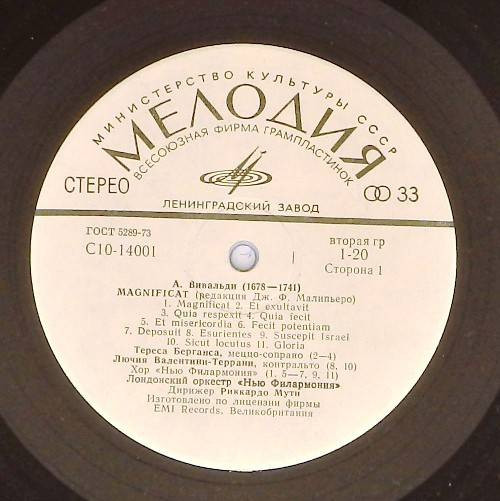 МИНИСТЕРСТВО КУЛЬТУРЫ СССР
МЕЛОДИЯ
ВСЕСОЮЗНАЯ ФИРМА ГРАМПЛАСТИНОК
СТЕРЕО
33
ЛЕНИНГРАДСКИЙ ЗАВОД
ГОСТ 5289-73
С10-14001
вторая гр
1-20
Сторона 1
А. Вивальди (1678—1741)
MAGNIFICAT (редакция Дж. Ф. Малипьеро)
1. Magnificat 2. Et exultavit
3. Quia respexit 4. Quia fecit
5. Et misericordia 6. Fecit potentiam
7. Deposuit 8. Esurientes 9. Suscepit Israel
10. Sicut locutus 11. Gloria
Тереса Берганса, меццо-сопрано (2—4)
Лючия Валентини-Террани, контральто (8, 10)
Хор «Нью Филармония» (1, 5—7, 9, 11)
Лондонский оркестр «Нью Филармония»
Дирижер Риккардо Мути
Изготовлено по лицензии фирмы
EMI Records, Великобритания